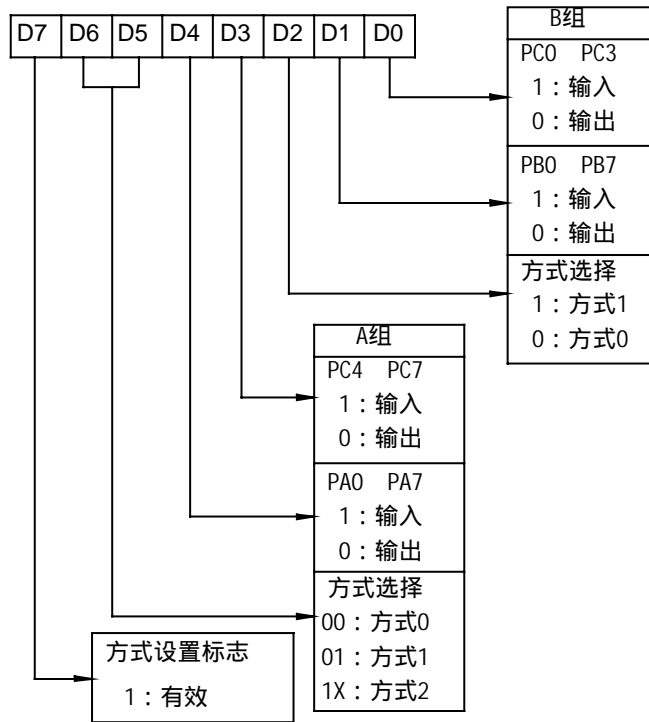 D7 D6 D5 D4 D3 D2 D1 D0
B组
PC0 PC3
1：输入
0：输出
PB0 PB7
1：输入
0：输出
方式选择
1：方式1
0：方式0
A组
PC4 PC7
1：输入
0：输出
PA0 PA7
1：输入
0：输出
方式选择
00：方式0
01：方式1
1X：方式2
方式设置标志
1：有效